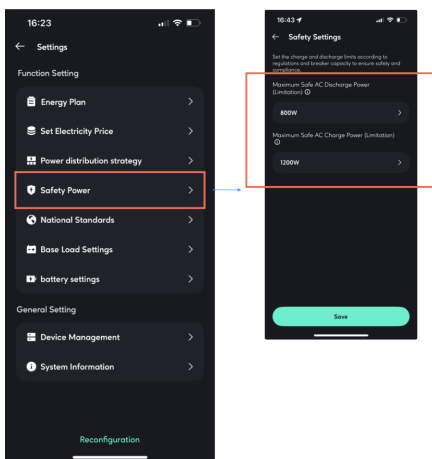 16:23
Settings
Function Setting
Energy Plan
Set Electricity Price
Power distribution strategy
Safety Power
National Standards
Base Load Settings
battery settings
General Setting
Device Management
System Information
Reconfiguration
16:43
Safety Settings
Set the charge and discharge limits according to
regulations and breaker capacity to ensure safety and
compliance.
Maximum Safe AC Discharge Power
(Limitation)
800W
Maximum Safe AC Charge Power (Limitation)
1200W
Save